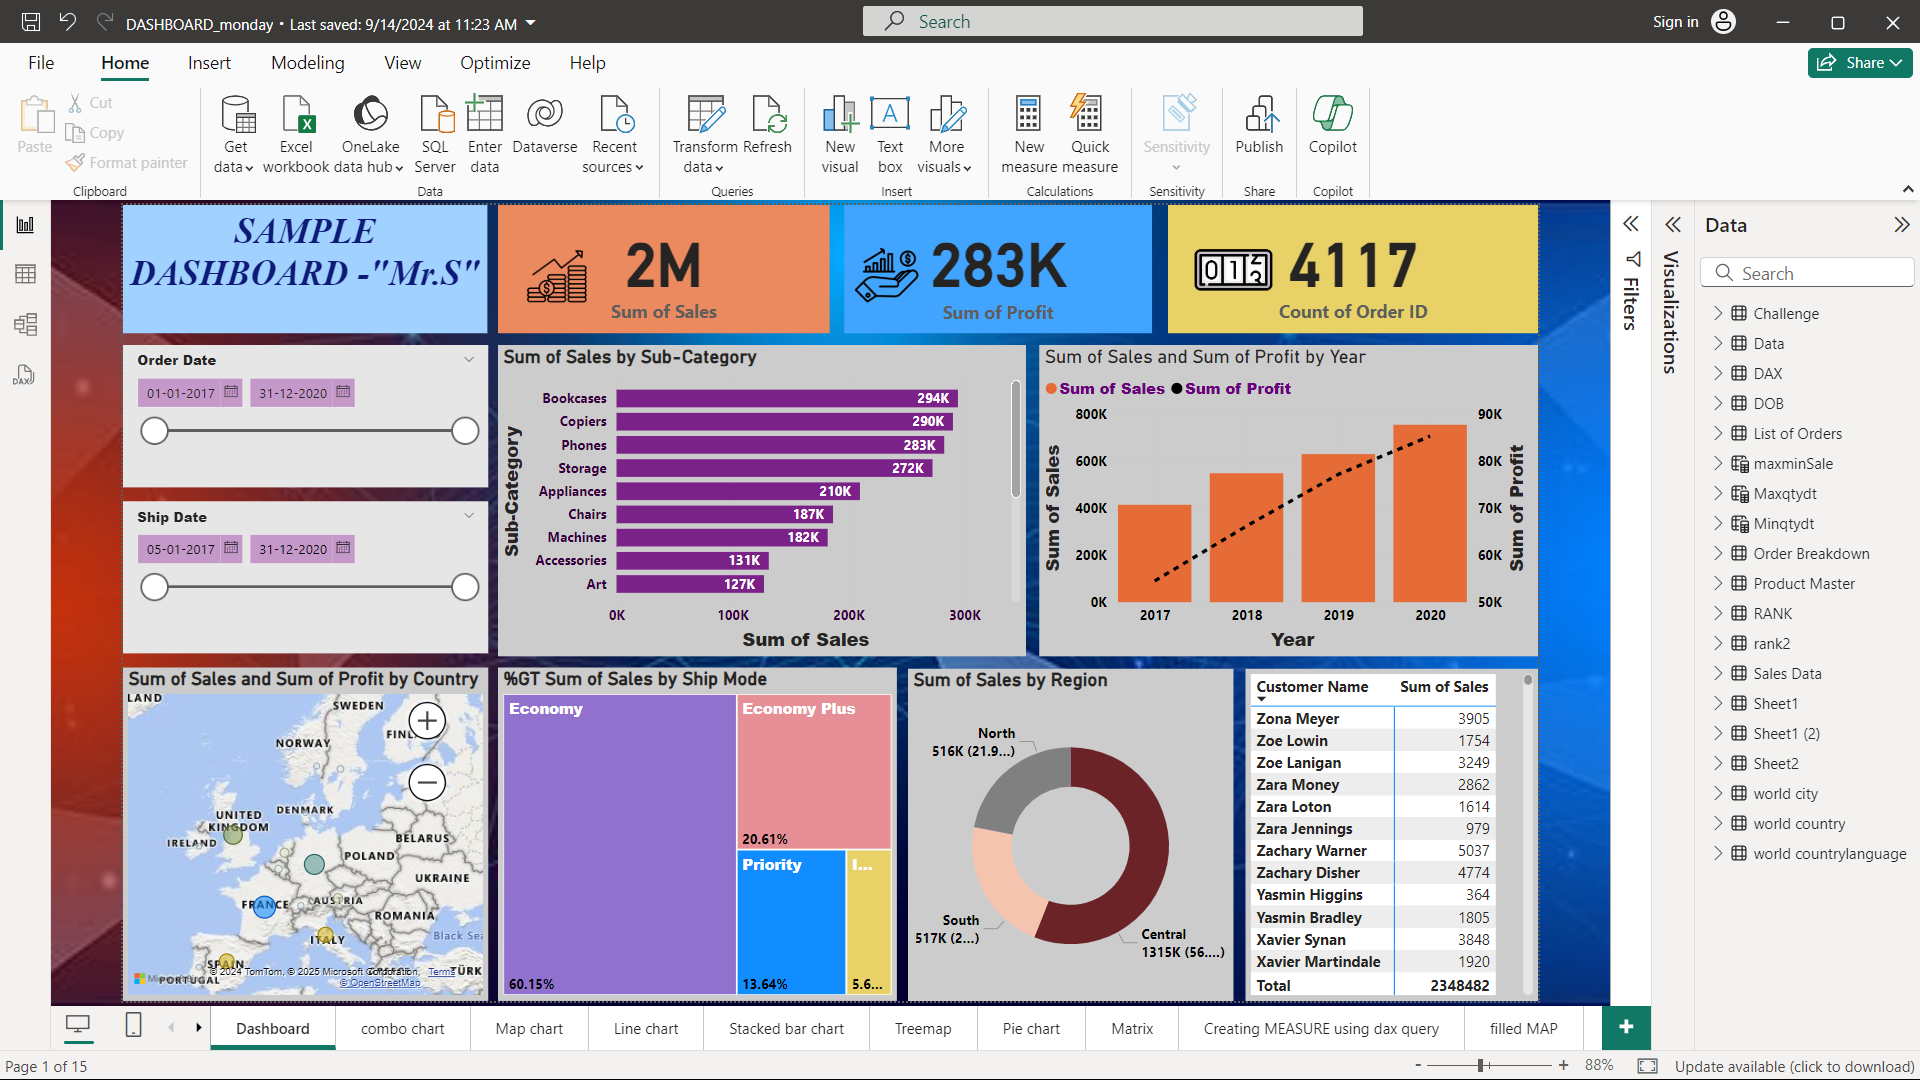 DASHBOARD_monday • Last saved: 9/14/2024 at 11:23 AM
Search
Sign in
File
Home
Insert
Modeling
View
Optimize
Help
Share
Paste
Cut
Copy
Format painter
Clipboard
Get
data
Excel
workbook
OneLake
data hub
SQL
Server
Enter
data
Dataverse
Recent
sources
Data
Transform
data
Refresh
Queries
New
visual
Text
box
More
visuals
Insert
New
measure
Quick
measure
Calculations
Sensitivity
Sensitivity
Publish
Share
Copilot
Copilot
SAMPLE
DASHBOARD -"Mr.S"
2M
Sum of Sales
283K
Sum of Profit
4117
Count of Order ID
Order Date
01-01-2017
31-12-2020
Ship Date
05-01-2017
31-12-2020
Sum of Sales by Sub-Category
Sub-Category
Bookcases 294K
Copiers 290K
Phones 283K
Storage 272K
Appliances 210K
Chairs 187K
Machines 182K
Accessories 131K
Art 127K
0K 100K 200K 300K
Sum of Sales
Sum of Sales and Sum of Profit by Year
Sum of Sales Sum of Profit
Sum of Sales
800K
600K
400K
200K
0K
90K
80K
70K
60K
50K
Sum of Profit
2017 2018 2019 2020
Year
Sum of Sales and Sum of Profit by Country
LAND
SWEDEN
FINL
NORWAY
DENMARK
UNITED
KINGDOM
IRELAND
BELARUS
POLAND
UKRAINE
FRANCE
AUSTRIA
ROMANIA
ITALY
Black Sea
SPAIN
PORTUGAL
TÜRK
© 2024 TomTom, © 2025 Microsoft Corporation, Terms
© OpenStreetMap
%GT Sum of Sales by Ship Mode
Economy
60.15%
Economy Plus
20.61%
Priority
13.64%
I...
5.6...
Sum of Sales by Region
North
516K (21.9...)
South
517K (2...)
Central
1315K (56....)
Customer Name Sum of Sales
Zona Meyer 3905
Zoe Lowin 1754
Zoe Lanigan 3249
Zara Money 2862
Zara Loton 1614
Zara Jennings 979
Zachary Warner 5037
Zachary Disher 4774
Yasmin Higgins 364
Yasmin Bradley 1805
Xavier Synan 3848
Xavier Martindale 1920
Total 2348482
Filters
Visualizations
Data
Search
Challenge
Data
DAX
DOB
List of Orders
maxminSale
Maxqtydt
Minqtydt
Order Breakdown
Product Master
RANK
rank2
Sales Data
Sheet1
Sheet1 (2)
Sheet2
world city
world country
world countrylanguage
Dashboard
combo chart
Map chart
Line chart
Stacked bar chart
Treemap
Pie chart
Matrix
Creating MEASURE using dax query
filled MAP
Page 1 of 15
88%
Update available (click to download)